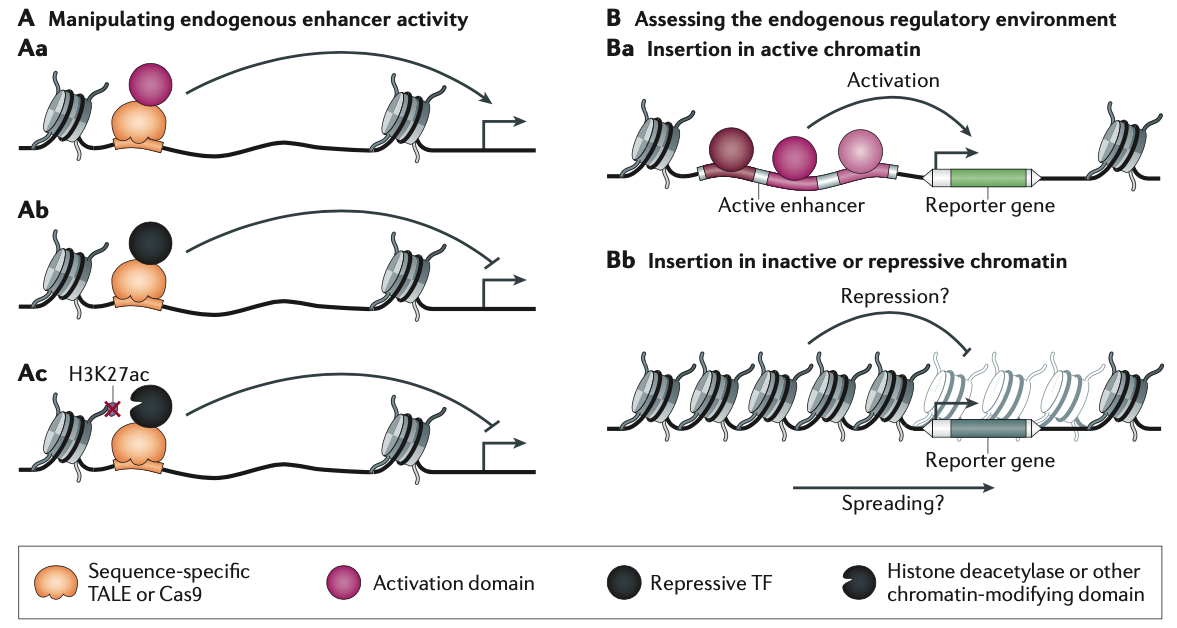 A Manipulating endogenous enhancer activity
Aa
Ab
Ac
H3K27ac
B Assessing the endogenous regulatory environment
Ba Insertion in active chromatin
Activation
Active enhancer
Reporter gene
Bb Insertion in inactive or repressive chromatin
Repression?
Reporter gene
Spreading?
Sequence-specific
TALE or Cas9
Activation domain
Repressive TF
Histone deacetylase or other
chromatin-modifying domain